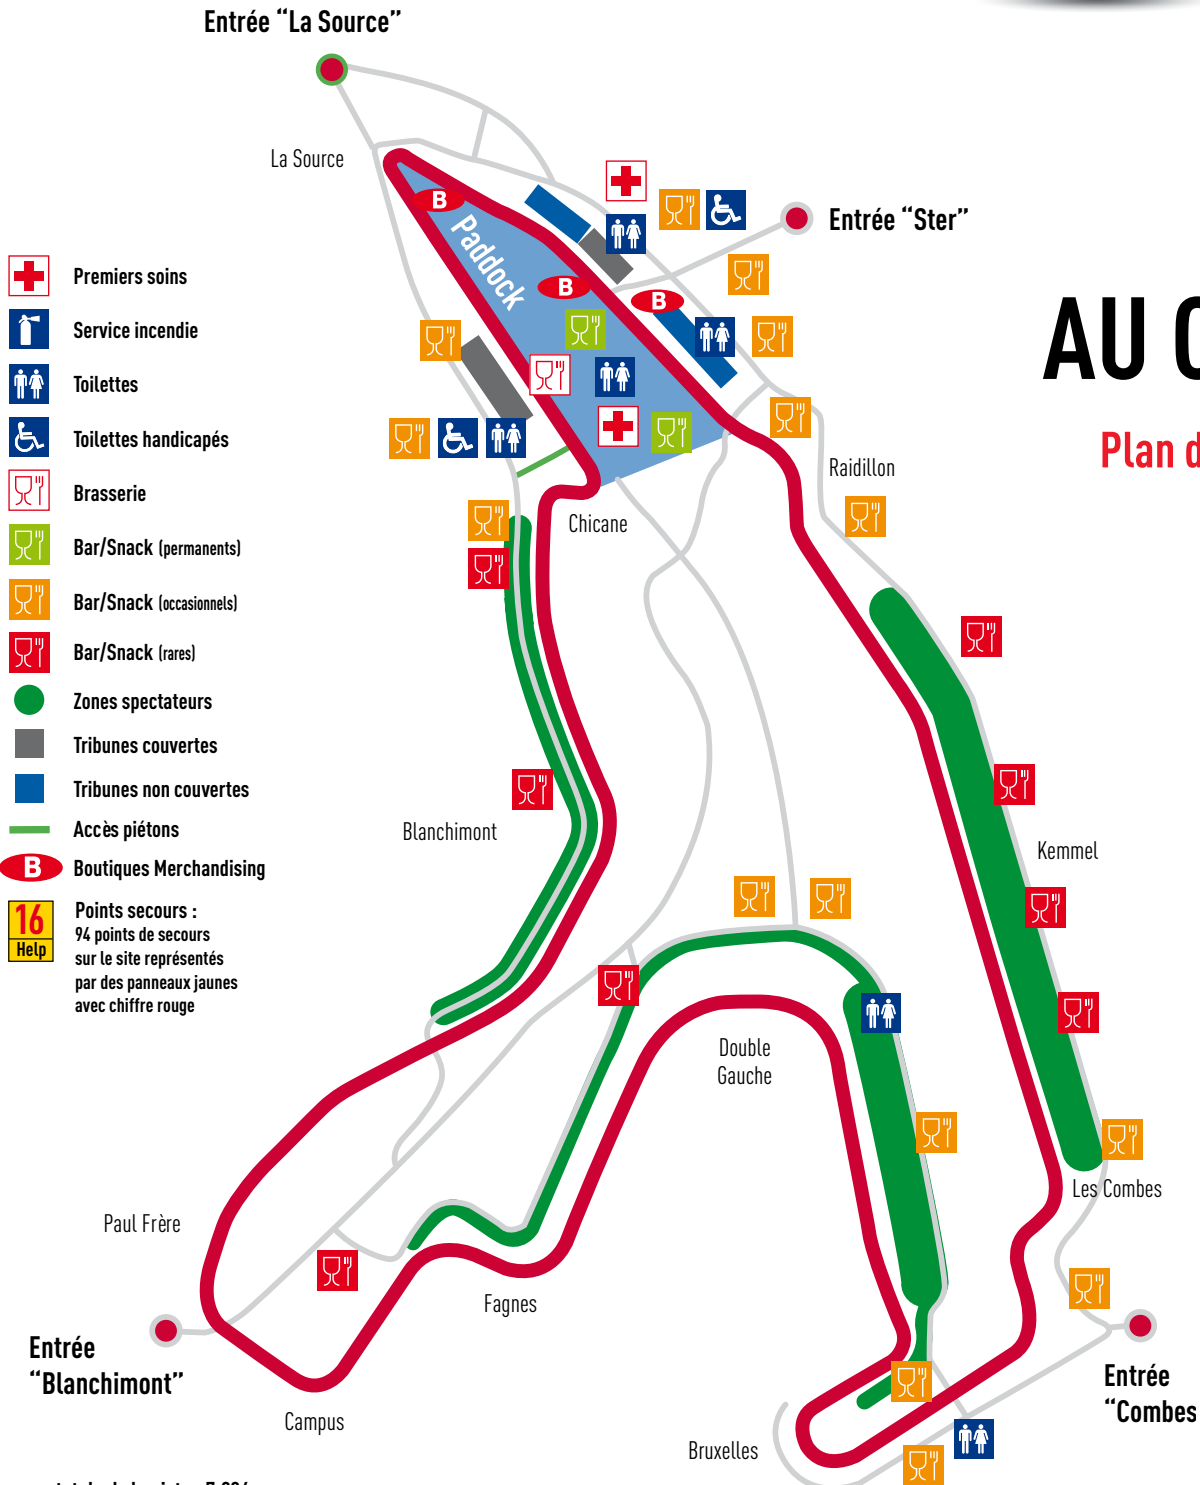 Entrée “La Source”
La Source
B
Paddock
Entrée “Ster”
B
B
AU
Plan d
Premiers soins
Service incendie
Toilettes
Toilettes handicapés
Brasserie
Bar/Snack (permanents)
Bar/Snack (occasionnels)
Bar/Snack (rares)
Zones spectateurs
Tribunes couvertes
Tribunes non couvertes
Accès piétons
B Boutiques Merchandising
16
Help
Points secours :
94 points de secours
sur le site représentés
par des panneaux jaunes
avec chiffre rouge
Raidillon
Chicane
Blanchimont
Kemmel
Double
Gauche
Les Combes
Paul Frère
Fagnes
Entrée
“Blanchimont”
Campus
Bruxelles
Entrée
“Combes